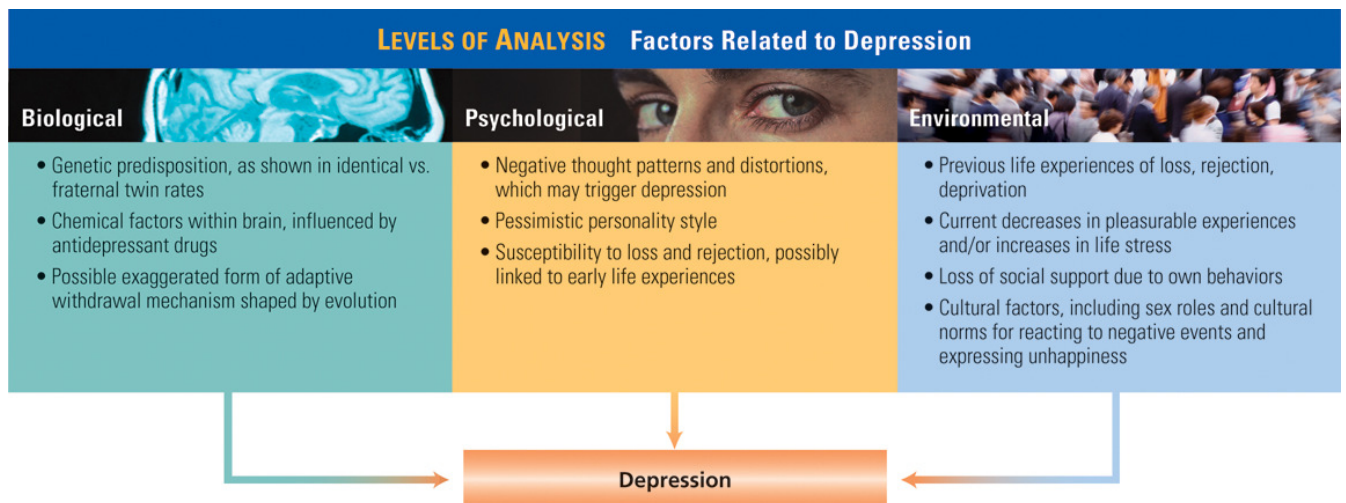 LEVELS OF ANALYSIS Factors Related to Depression
Biological
• Genetic predisposition, as shown in identical vs.
fraternal twin rates
• Chemical factors within brain, influenced by
antidepressant drugs
• Possible exaggerated form of adaptive
withdrawal mechanism shaped by evolution
Psychological
• Negative thought patterns and distortions,
which may trigger depression
• Pessimistic personality style
• Susceptibility to loss and rejection, possibly
linked to early life experiences
Environmental
• Previous life experiences of loss, rejection,
deprivation
• Current decreases in pleasurable experiences
and/or increases in life stress
• Loss of social support due to own behaviors
• Cultural factors, including sex roles and cultural
norms for reacting to negative events and
expressing unhappiness
Depression